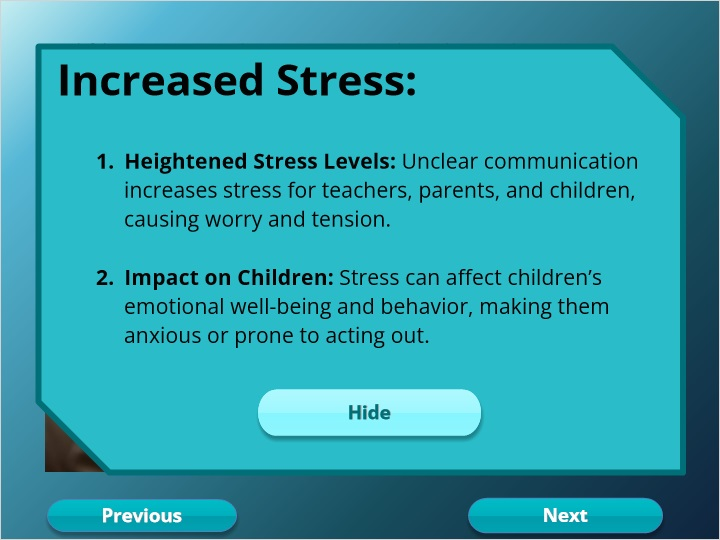 Increased Stress:
1. Heightened Stress Levels: Unclear communication
increases stress for teachers, parents, and children,
causing worry and tension.
2. Impact on Children: Stress can affect children’s
emotional well-being and behavior, making them
anxious or prone to acting out.
Hide
Previous
Next